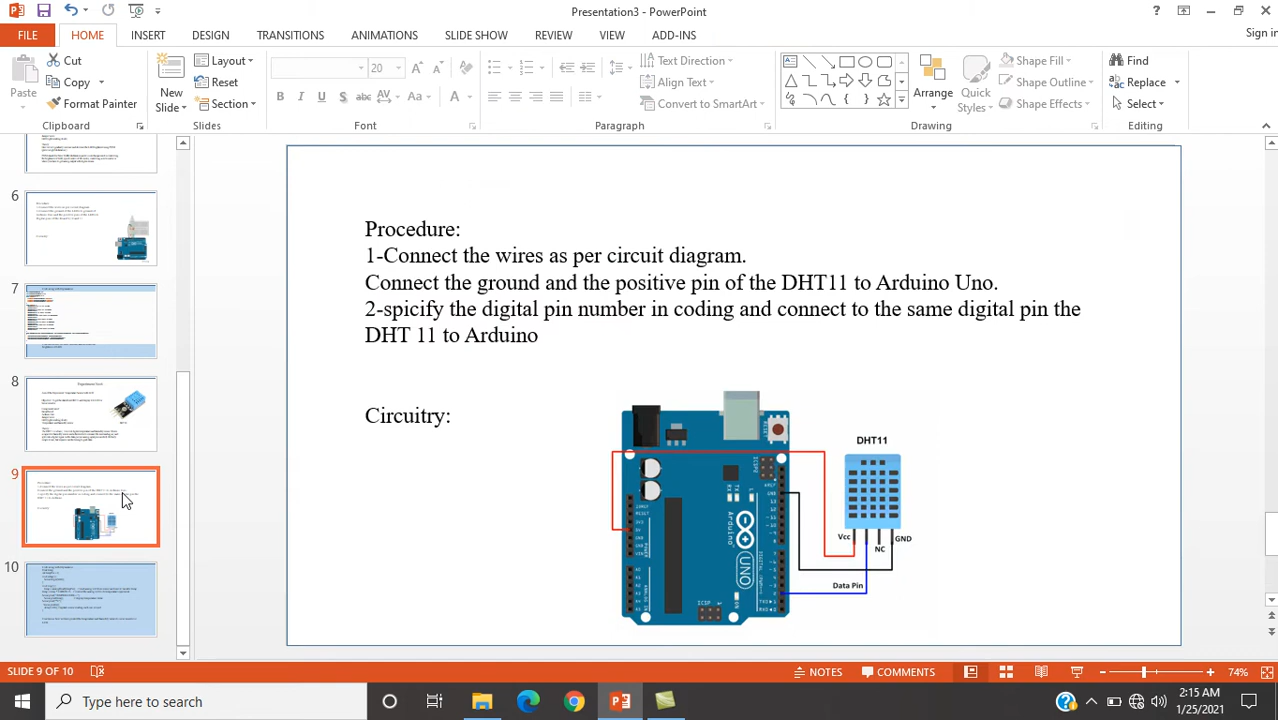 Presentation3 - PowerPoint
? 
Sign in
FILE HOME INSERT DESIGN TRANSITIONS ANIMATIONS SLIDE SHOW REVIEW VIEW ADD-INS
Paste
Cut
Copy
Format Painter
Clipboard
New Slide
Layout
Reset
Section
Slides
20
B I U S abc AV Aa A
Font
Text Direction
Align Text
Convert to SmartArt
Paragraph
Arrange
Quick Styles
Shape Fill
Shape Outline
Shape Effects
Drawing
Find
Replace
Select
Editing
6
7
8
9
10
Procedure:
1-Connect the wires as per circuit diagram.
Connect the ground and the positive pin of the DHT11 to Arduino Uno.
2-spicify the digital pin number in coding and connect to the same digital pin the
DHT 11 to Arduino
Circuitry:
DHT11
Vcc
NC
GND
Data Pin
Arduino
UNO
ICSP
SLIDE 9 OF 10
NOTES
COMMENTS
74%
Type here to search
2:15 AM
1/25/2021